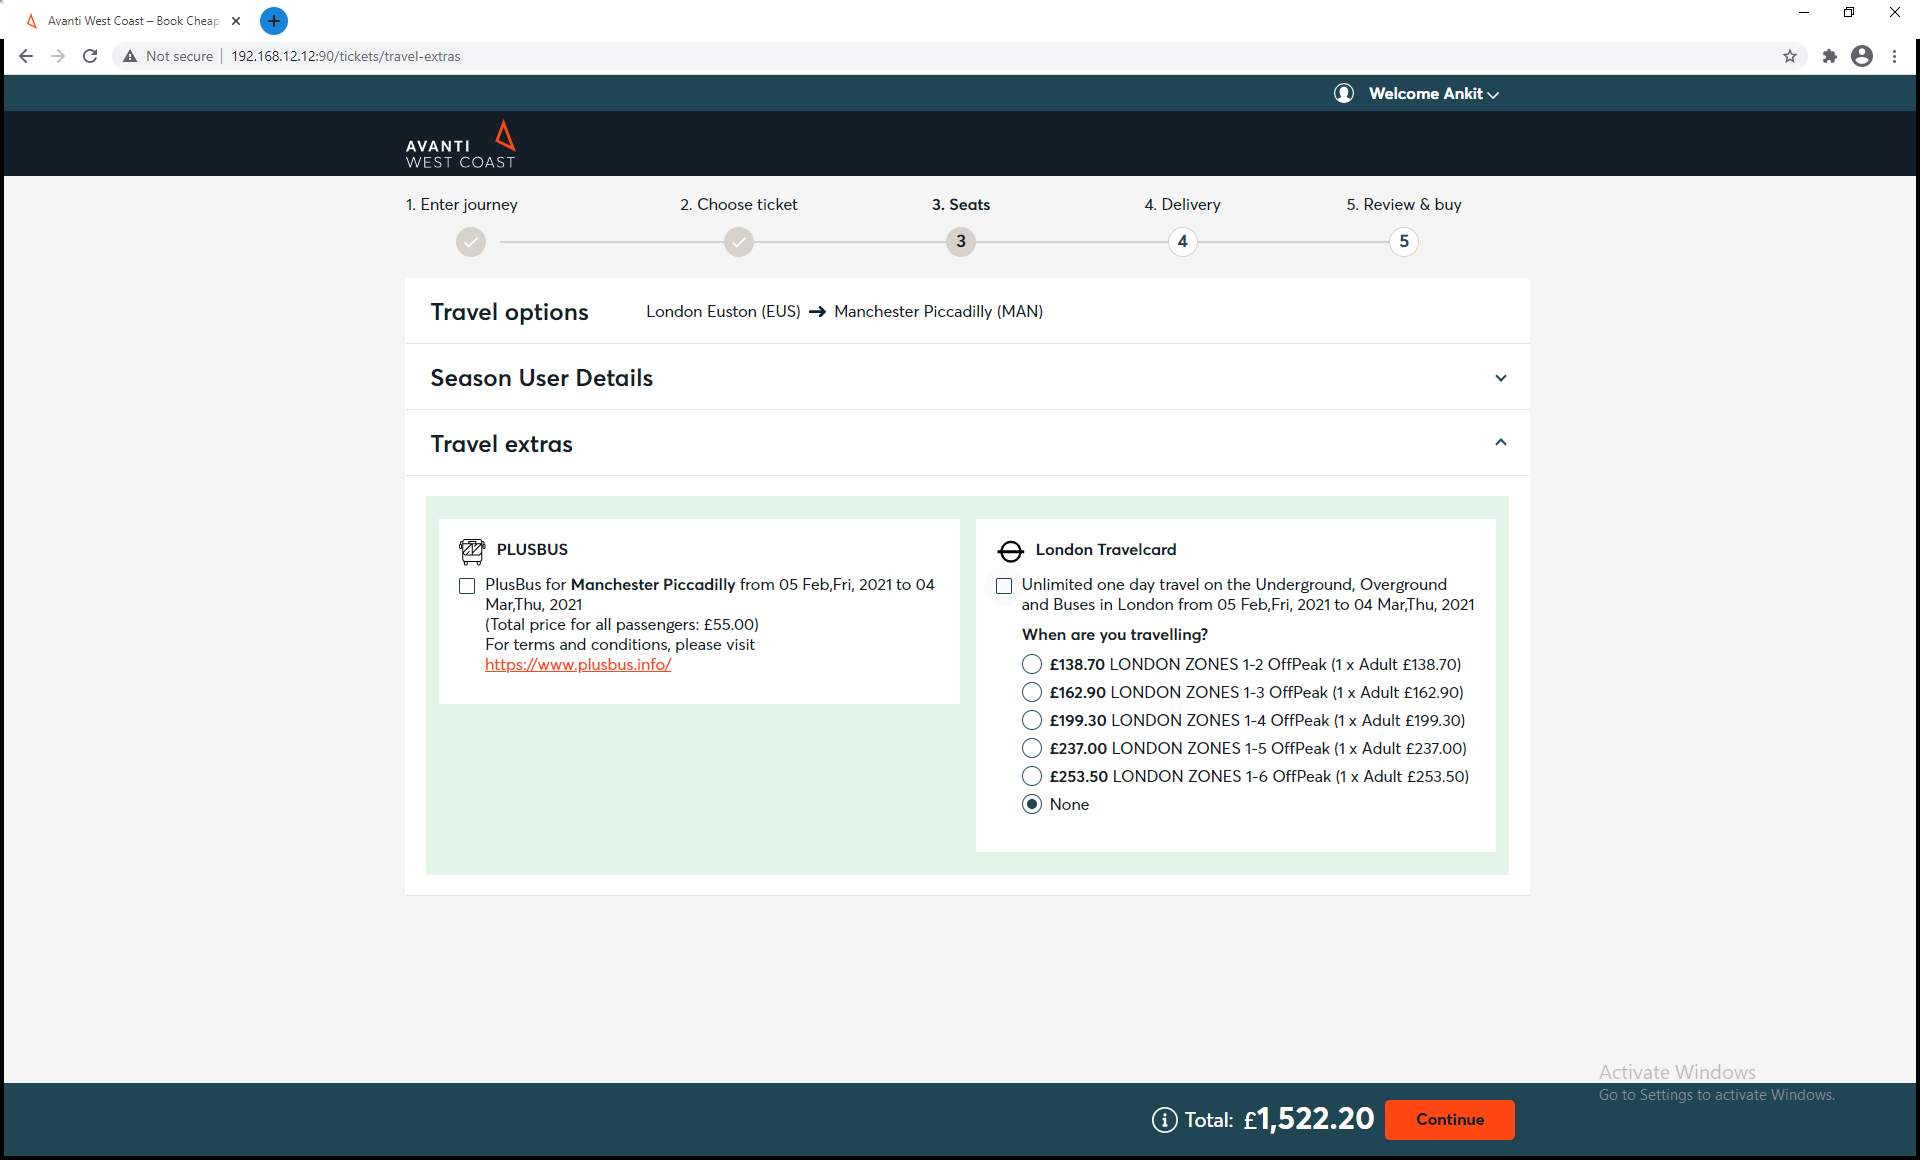 Avanti West Coast – Book Cheap
Not secure
192.168.12.12:90/tickets/travel-extras
Welcome Ankit
AVANTI
WEST COAST
1. Enter journey
2. Choose ticket
3. Seats
4. Delivery
5. Review & buy
3
4
5
Travel options
London Euston (EUS) → Manchester Piccadilly (MAN)
Season User Details
Travel extras
PLUSBUS
PlusBus for Manchester Piccadilly from 05 Feb,Fri, 2021 to 04
Mar,Thu, 2021
(Total price for all passengers: £55.00)
For terms and conditions, please visit
https://www.plusbus.info/
London Travelcard
Unlimited one day travel on the Underground, Overground
and Buses in London from 05 Feb,Fri, 2021 to 04 Mar,Thu, 2021
When are you travelling?
£138.70 LONDON ZONES 1-2 OffPeak (1 x Adult £138.70)
£162.90 LONDON ZONES 1-3 OffPeak (1 x Adult £162.90)
£199.30 LONDON ZONES 1-4 OffPeak (1 x Adult £199.30)
£237.00 LONDON ZONES 1-5 OffPeak (1 x Adult £237.00)
£253.50 LONDON ZONES 1-6 OffPeak (1 x Adult £253.50)
None
Activate Windows
Go to Settings to activate Windows.
Total: £1,522.20
Continue